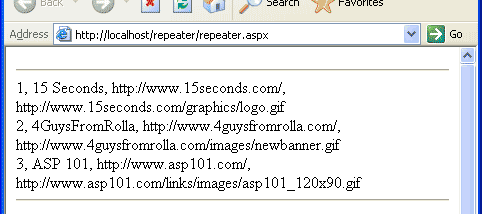 Back Search Favorites
Address http://localhost/repeater/repeater.aspx Go
1, 15 Seconds, http://www.15seconds.com/,
http://www.15seconds.com/graphics/logo.gif
2, 4GuysFromRolla, http://www.4guysfromrolla.com/,
http://www.4guysfromrolla.com/images/newbanner.gif
3, ASP 101, http://www.asp101.com/,
http://www.asp101.com/links/images/asp101_120x90.gif